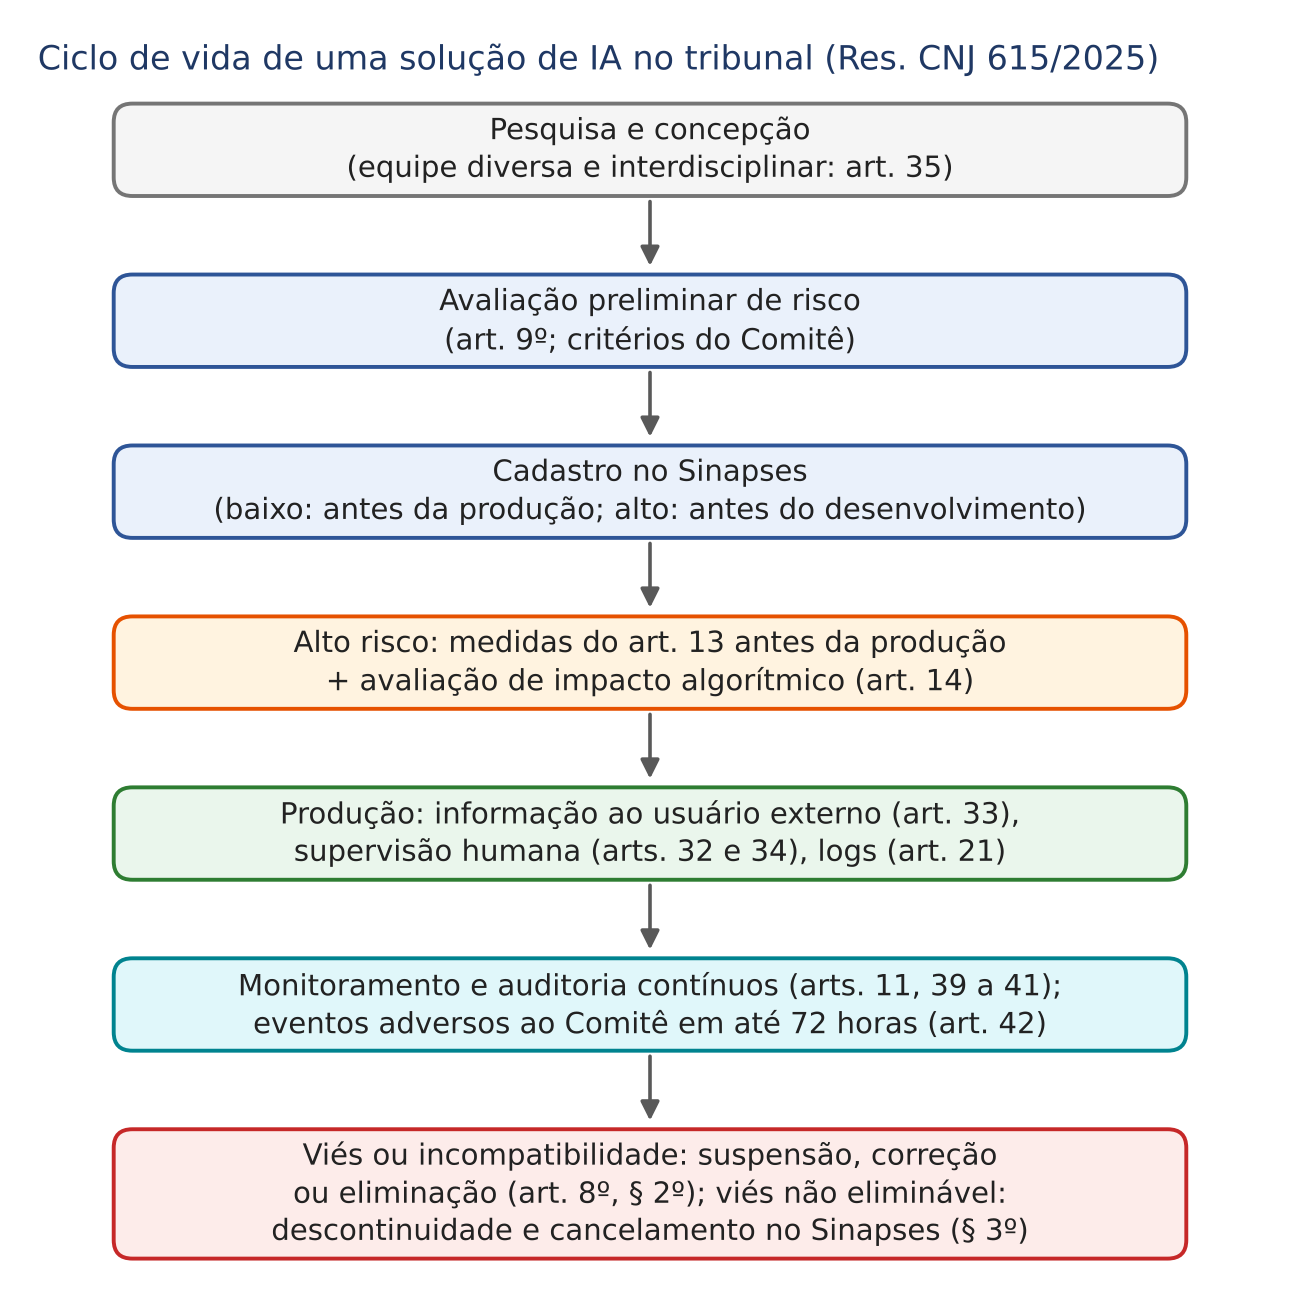 Ciclo de vida de uma solução de IA no tribunal (Res. CNJ 615/2025)
Pesquisa e concepção
(equipe diversa e interdisciplinar: art. 35)
Avaliação preliminar de risco
(art. 9º; critérios do Comitê)
Cadastro no Sinapses
(baixo: antes da produção; alto: antes do desenvolvimento)
Alto risco: medidas do art. 13 antes da produção
+ avaliação de impacto algorítmico (art. 14)
Produção: informação ao usuário externo (art. 33),
supervisão humana (arts. 32 e 34), logs (art. 21)
Monitoramento e auditoria contínuos (arts. 11, 39 a 41);
eventos adversos ao Comitê em até 72 horas (art. 42)
Viés ou incompatibilidade: suspensão, correção
ou eliminação (art. 8º, § 2º); viés não eliminável:
descontinuidade e cancelamento no Sinapses (§ 3º)